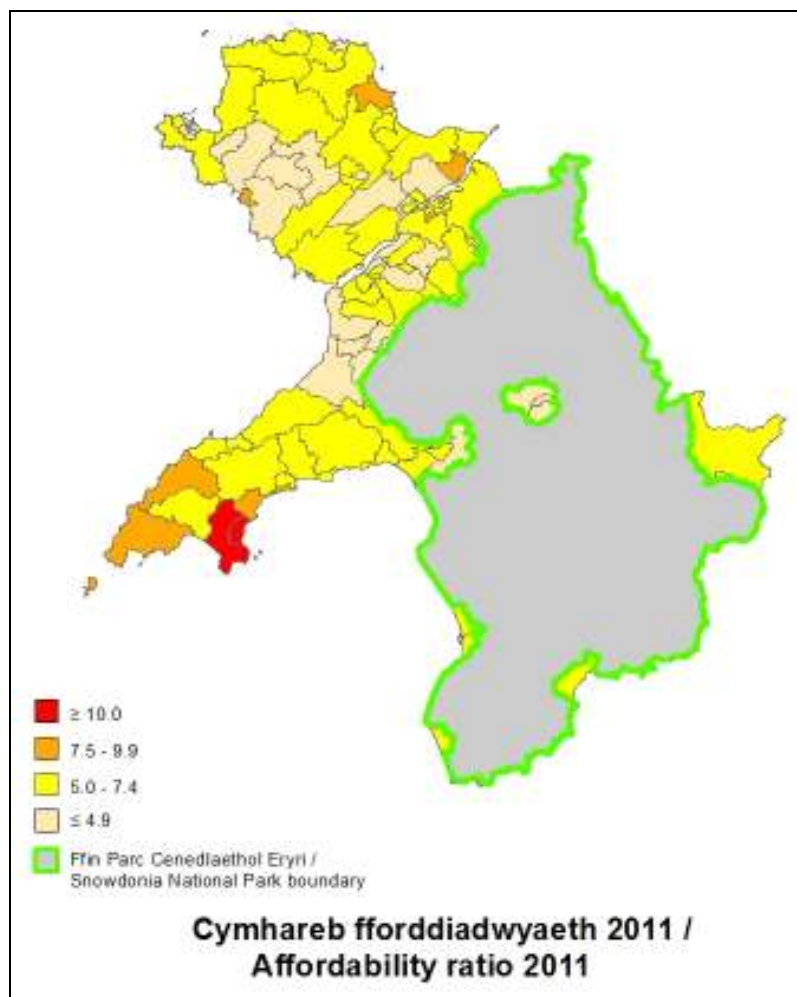 ≥ 10.0
7.5 - 9.9
5.0 - 7.4
≤ 4.9
Ffin Parc Cenedlaethol Eryri /
Snowdonia National Park boundary
Cymhareb fforddiadwyaeth 2011 /
Affordability ratio 2011